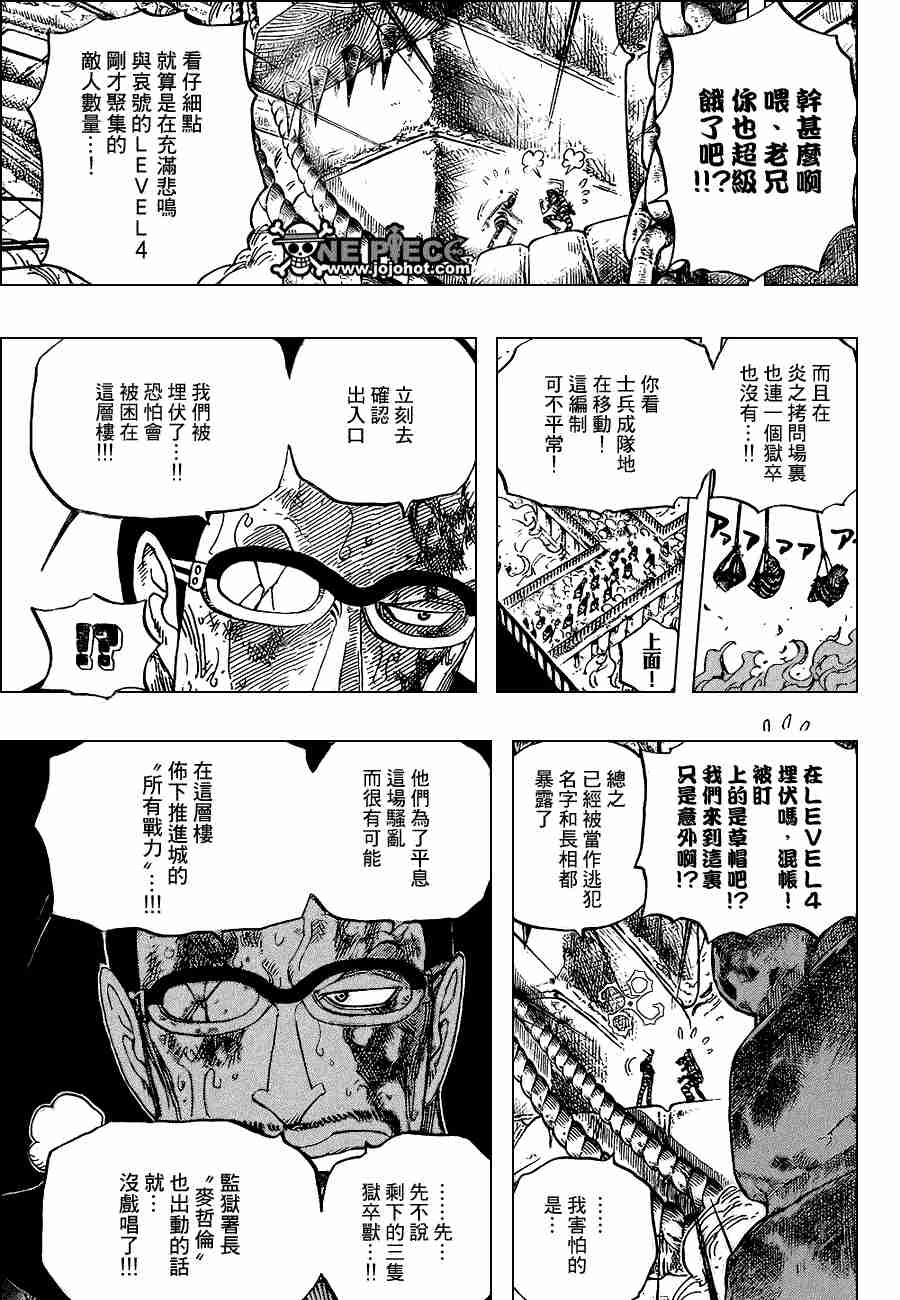 幹甚麼啊
喂、老兄
你也超級
餓了吧!!?
看仔細點
就算是在充滿悲鳴
與哀號的LEVEL4
剛才聚集的
敵人數量…!
ONE PIECE
www.jojohot.com
而且在
炎之拷問場裏
也連一個獄卒
也沒有…!!
アァ
アァ
アァ
你看
士兵成隊地
在移動！
這編制
可不平常！
上面！
立刻去
確認
出入口
我們被
埋伏了…!!
恐怕會
被困在
這層樓!!!
!?
在LEVEL4
埋伏嗎，混帳！
被盯
上的是草帽吧!?
我們來到這裏
只是意外啊!?
總之
已經被當作逃犯
名字和長相都
暴露了
……
我害怕的
是…
他們為了平息
這場騷亂
而很有可能
在這層樓
佈下推進城的
〝所有戰力〞…!!!
……先…
先不說
剩下的三隻
獄卒獸…!!
監獄署長
〝麥哲倫〞
也出動的話
就…
沒戲唱了!!!